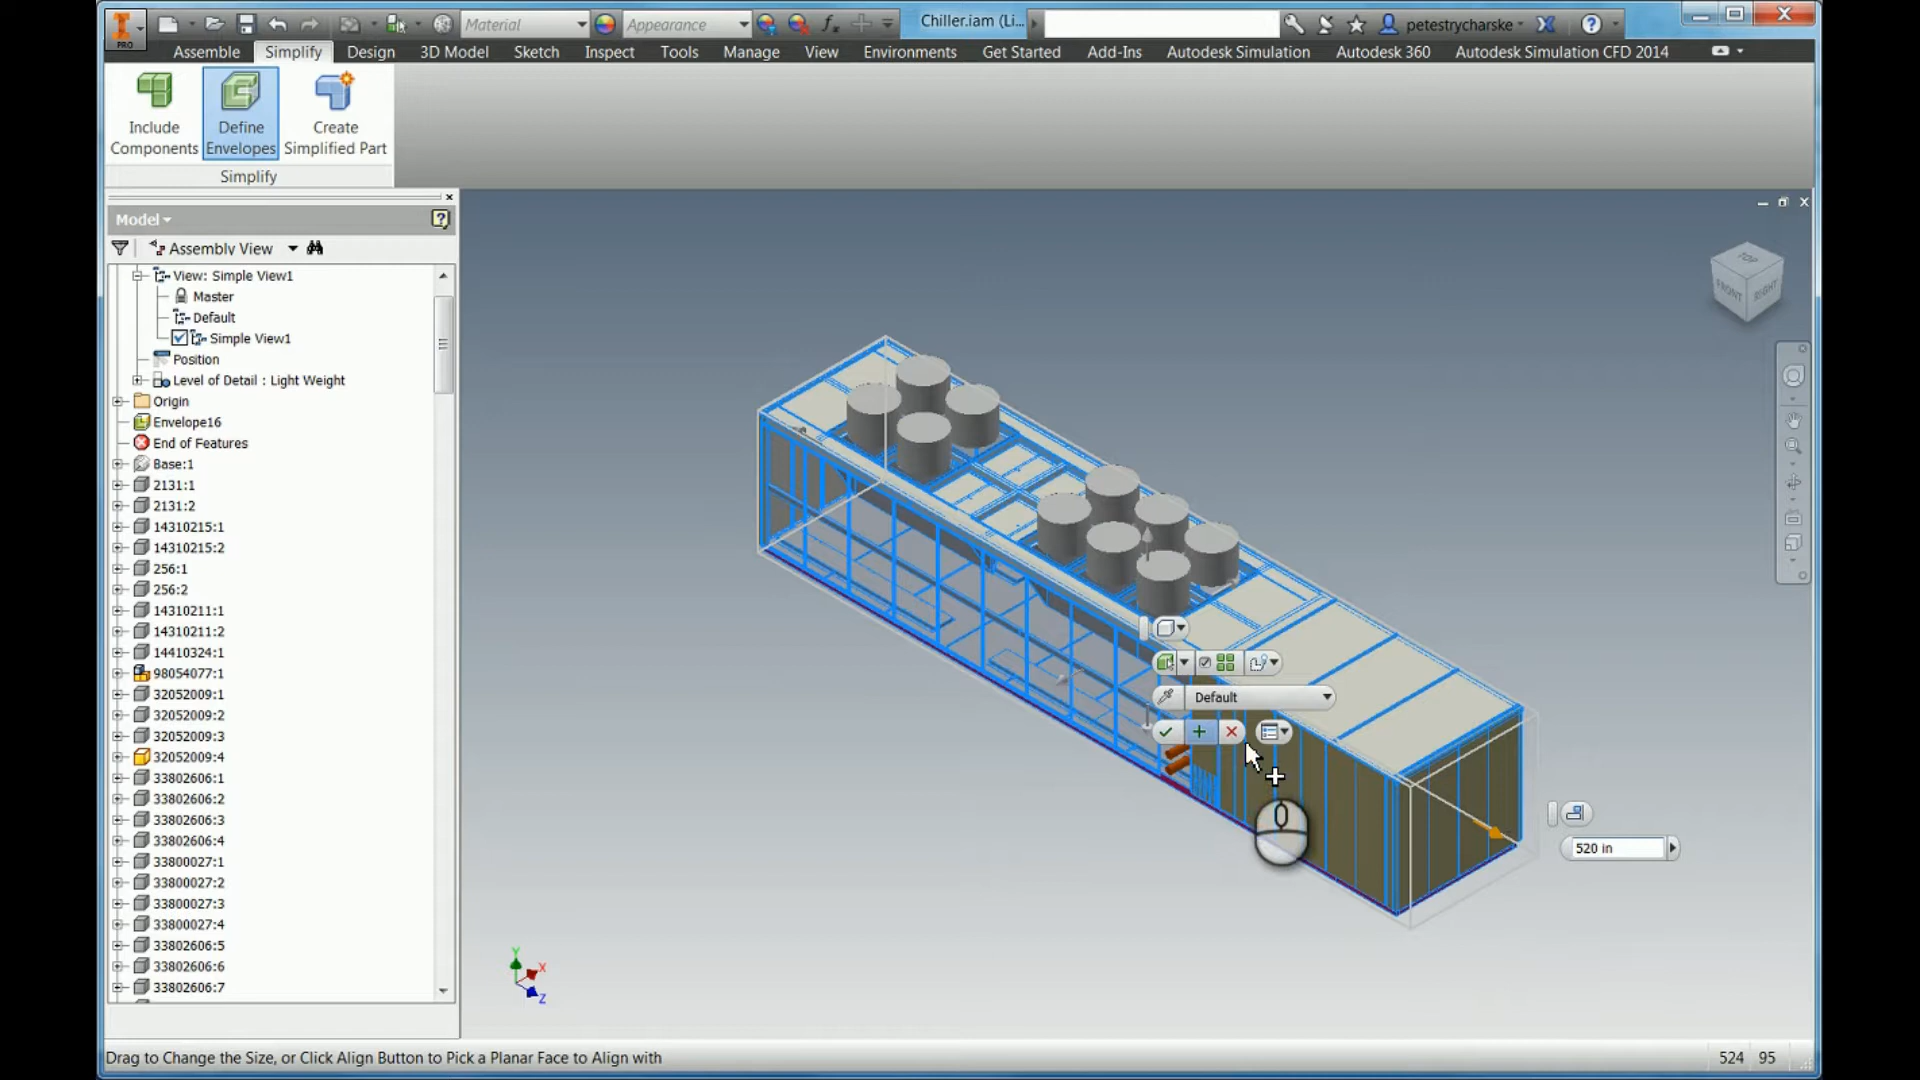 PRO
Material
Appearance
Chiller.iam (Li...
petestrycharske
Assemble Simplify Design 3D Model Sketch Inspect Tools Manage View Environments Get Started Add-Ins Autodesk Simulation Autodesk 360 Autodesk Simulation CFD 2014
Include Components
Define Envelopes
Create Simplified Part
Simplify
Model
Assembly View
View: Simple View1
Master
Default
Simple View1
Position
Level of Detail : Light Weight
Origin
Envelope16
End of Features
Base:1
2131:1
2131:2
14310215:1
14310215:2
256:1
256:2
14310211:1
14310211:2
14410324:1
98054077:1
32052009:1
32052009:2
32052009:3
32052009:4
33802606:1
33802606:2
33802606:3
33802606:4
33800027:1
33800027:2
33800027:3
33800027:4
33802606:5
33802606:6
33802606:7
TOP
FRONT
RIGHT
Default
520 in
Y
X
Z
Drag to Change the Size, or Click Align Button to Pick a Planar Face to Align with
524 95